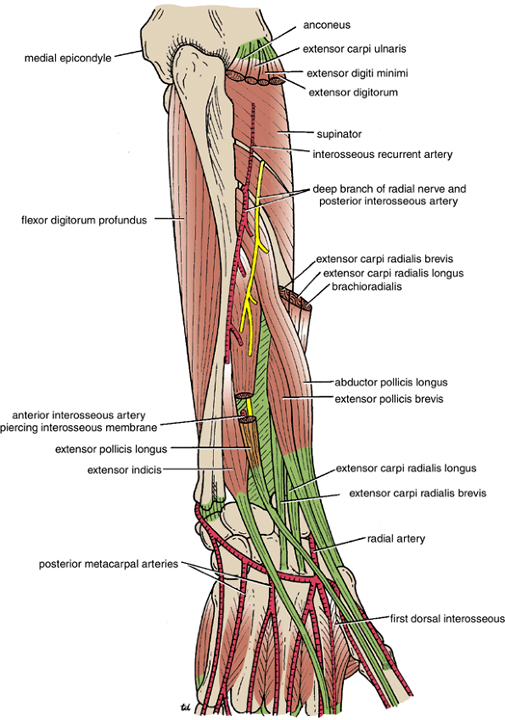 anconeus
extensor carpi ulnaris
medial epicondyle
extensor digiti minimi
extensor digitorum
supinator
interosseous recurrent artery
deep branch of radial nerve and
posterior interosseous artery
flexor digitorum profundus
extensor carpi radialis brevis
extensor carpi radialis longus
brachioradialis
abductor pollicis longus
extensor pollicis brevis
anterior interosseous artery
piercing interosseous membrane
extensor pollicis longus
extensor indicis
extensor carpi radialis longus
extensor carpi radialis brevis
radial artery
posterior metacarpal arteries
first dorsal interosseous